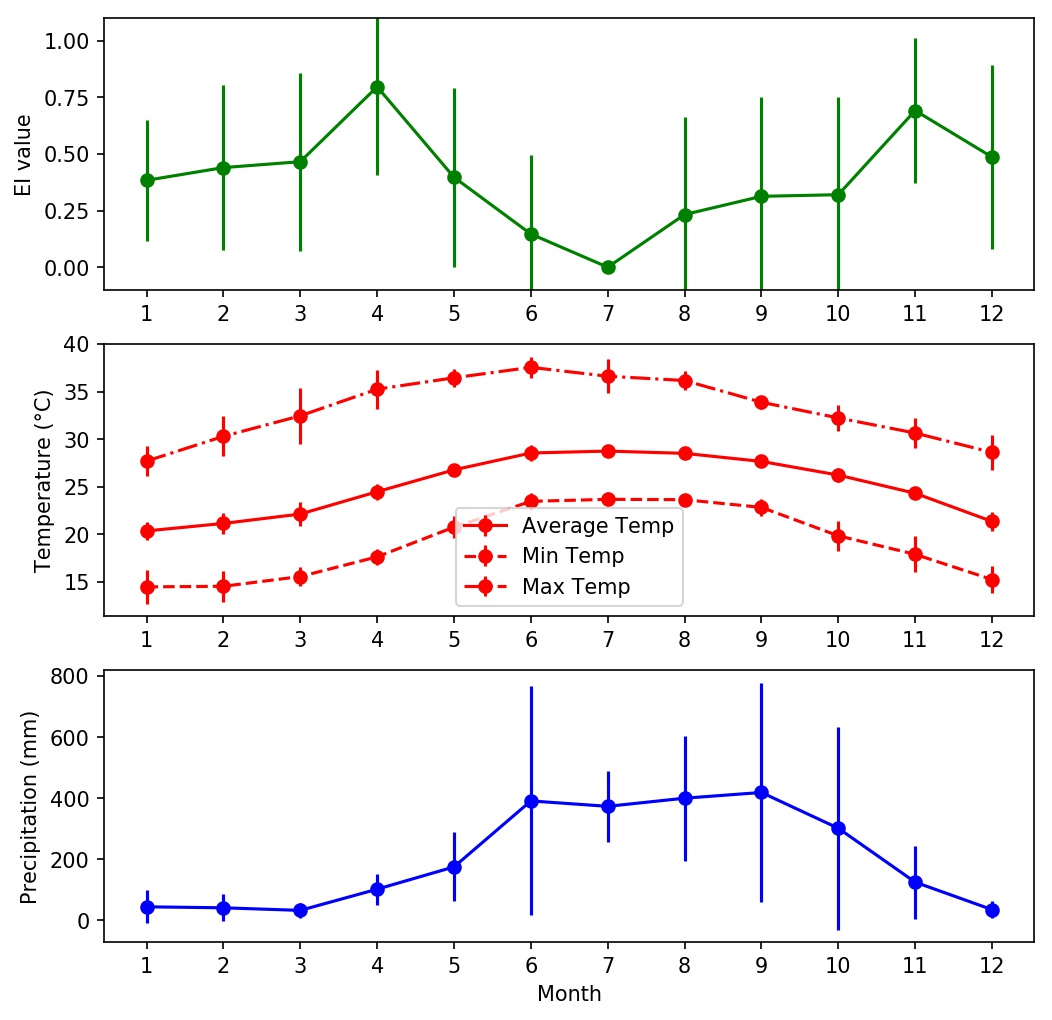 EI value
1.00
0.75
0.50
0.25
0.00
1 2 3 4 5 6 7 8 9 10 11 12
Temperature (°C)
40
35
30
25
20
15
Average Temp
Min Temp
Max Temp
1 2 3 4 5 6 7 8 9 10 11 12
Precipitation (mm)
800
600
400
200
0
1 2 3 4 5 6 7 8 9 10 11 12
Month